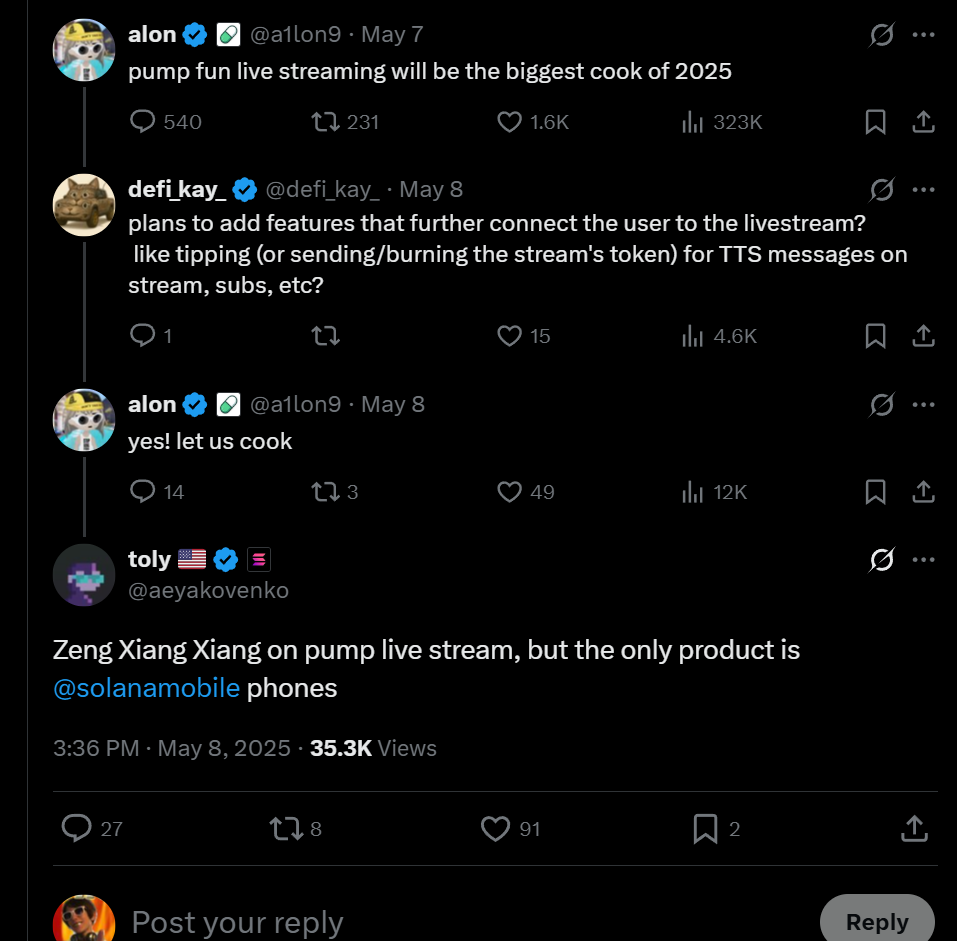 alon @a1lon9 · May 7
pump fun live streaming will be the biggest cook of 2025
540 231 1.6K 323K
defi_kay_ @defi_kay_ · May 8
plans to add features that further connect the user to the livestream?
like tipping (or sending/burning the stream's token) for TTS messages on
stream, subs, etc?
1 15 4.6K
alon @a1lon9 · May 8
yes! let us cook
14 3 49 12K
toly
@aeyakovenko
Zeng Xiang Xiang on pump live stream, but the only product is
@solanamobile phones
3:36 PM · May 8, 2025 · 35.3K Views
27 8 91 2
Post your reply
Reply